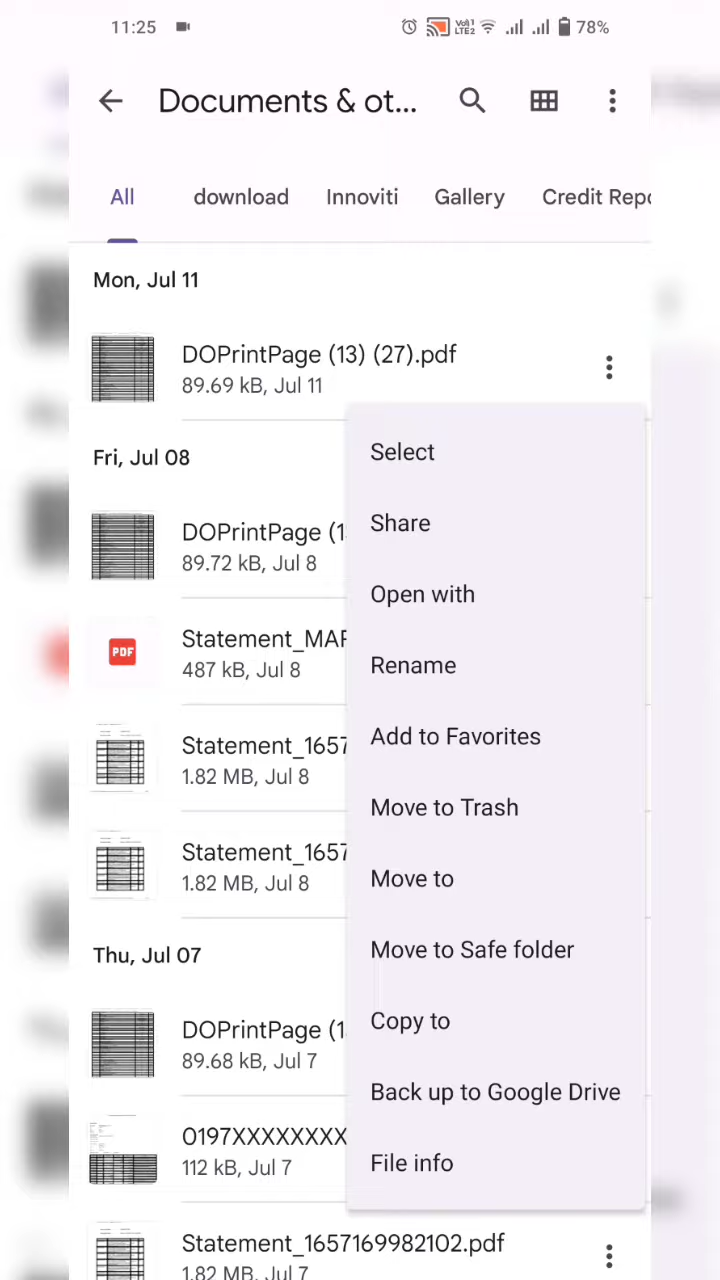 11:25
Vo)) 1
LTE2
78%
Documents & ot...
All download Innoviti Gallery Credit Repo
Mon, Jul 11
DOPrintPage (13) (27).pdf
89.69 kB, Jul 11
Select
Fri, Jul 08
Share
DOPrintPage (1
89.72 kB, Jul 8
Open with
Statement_MAR
487 kB, Jul 8
Rename
Statement_1657
1.82 MB, Jul 8
Add to Favorites
Move to Trash
Statement_1657
1.82 MB, Jul 8
Move to
Thu, Jul 07
Move to Safe folder
DOPrintPage (1
89.68 kB, Jul 7
Copy to
Back up to Google Drive
0197XXXXXXXX
112 kB, Jul 7
File info
Statement_1657169982102.pdf
1.82 MB, Jul 7
PDF